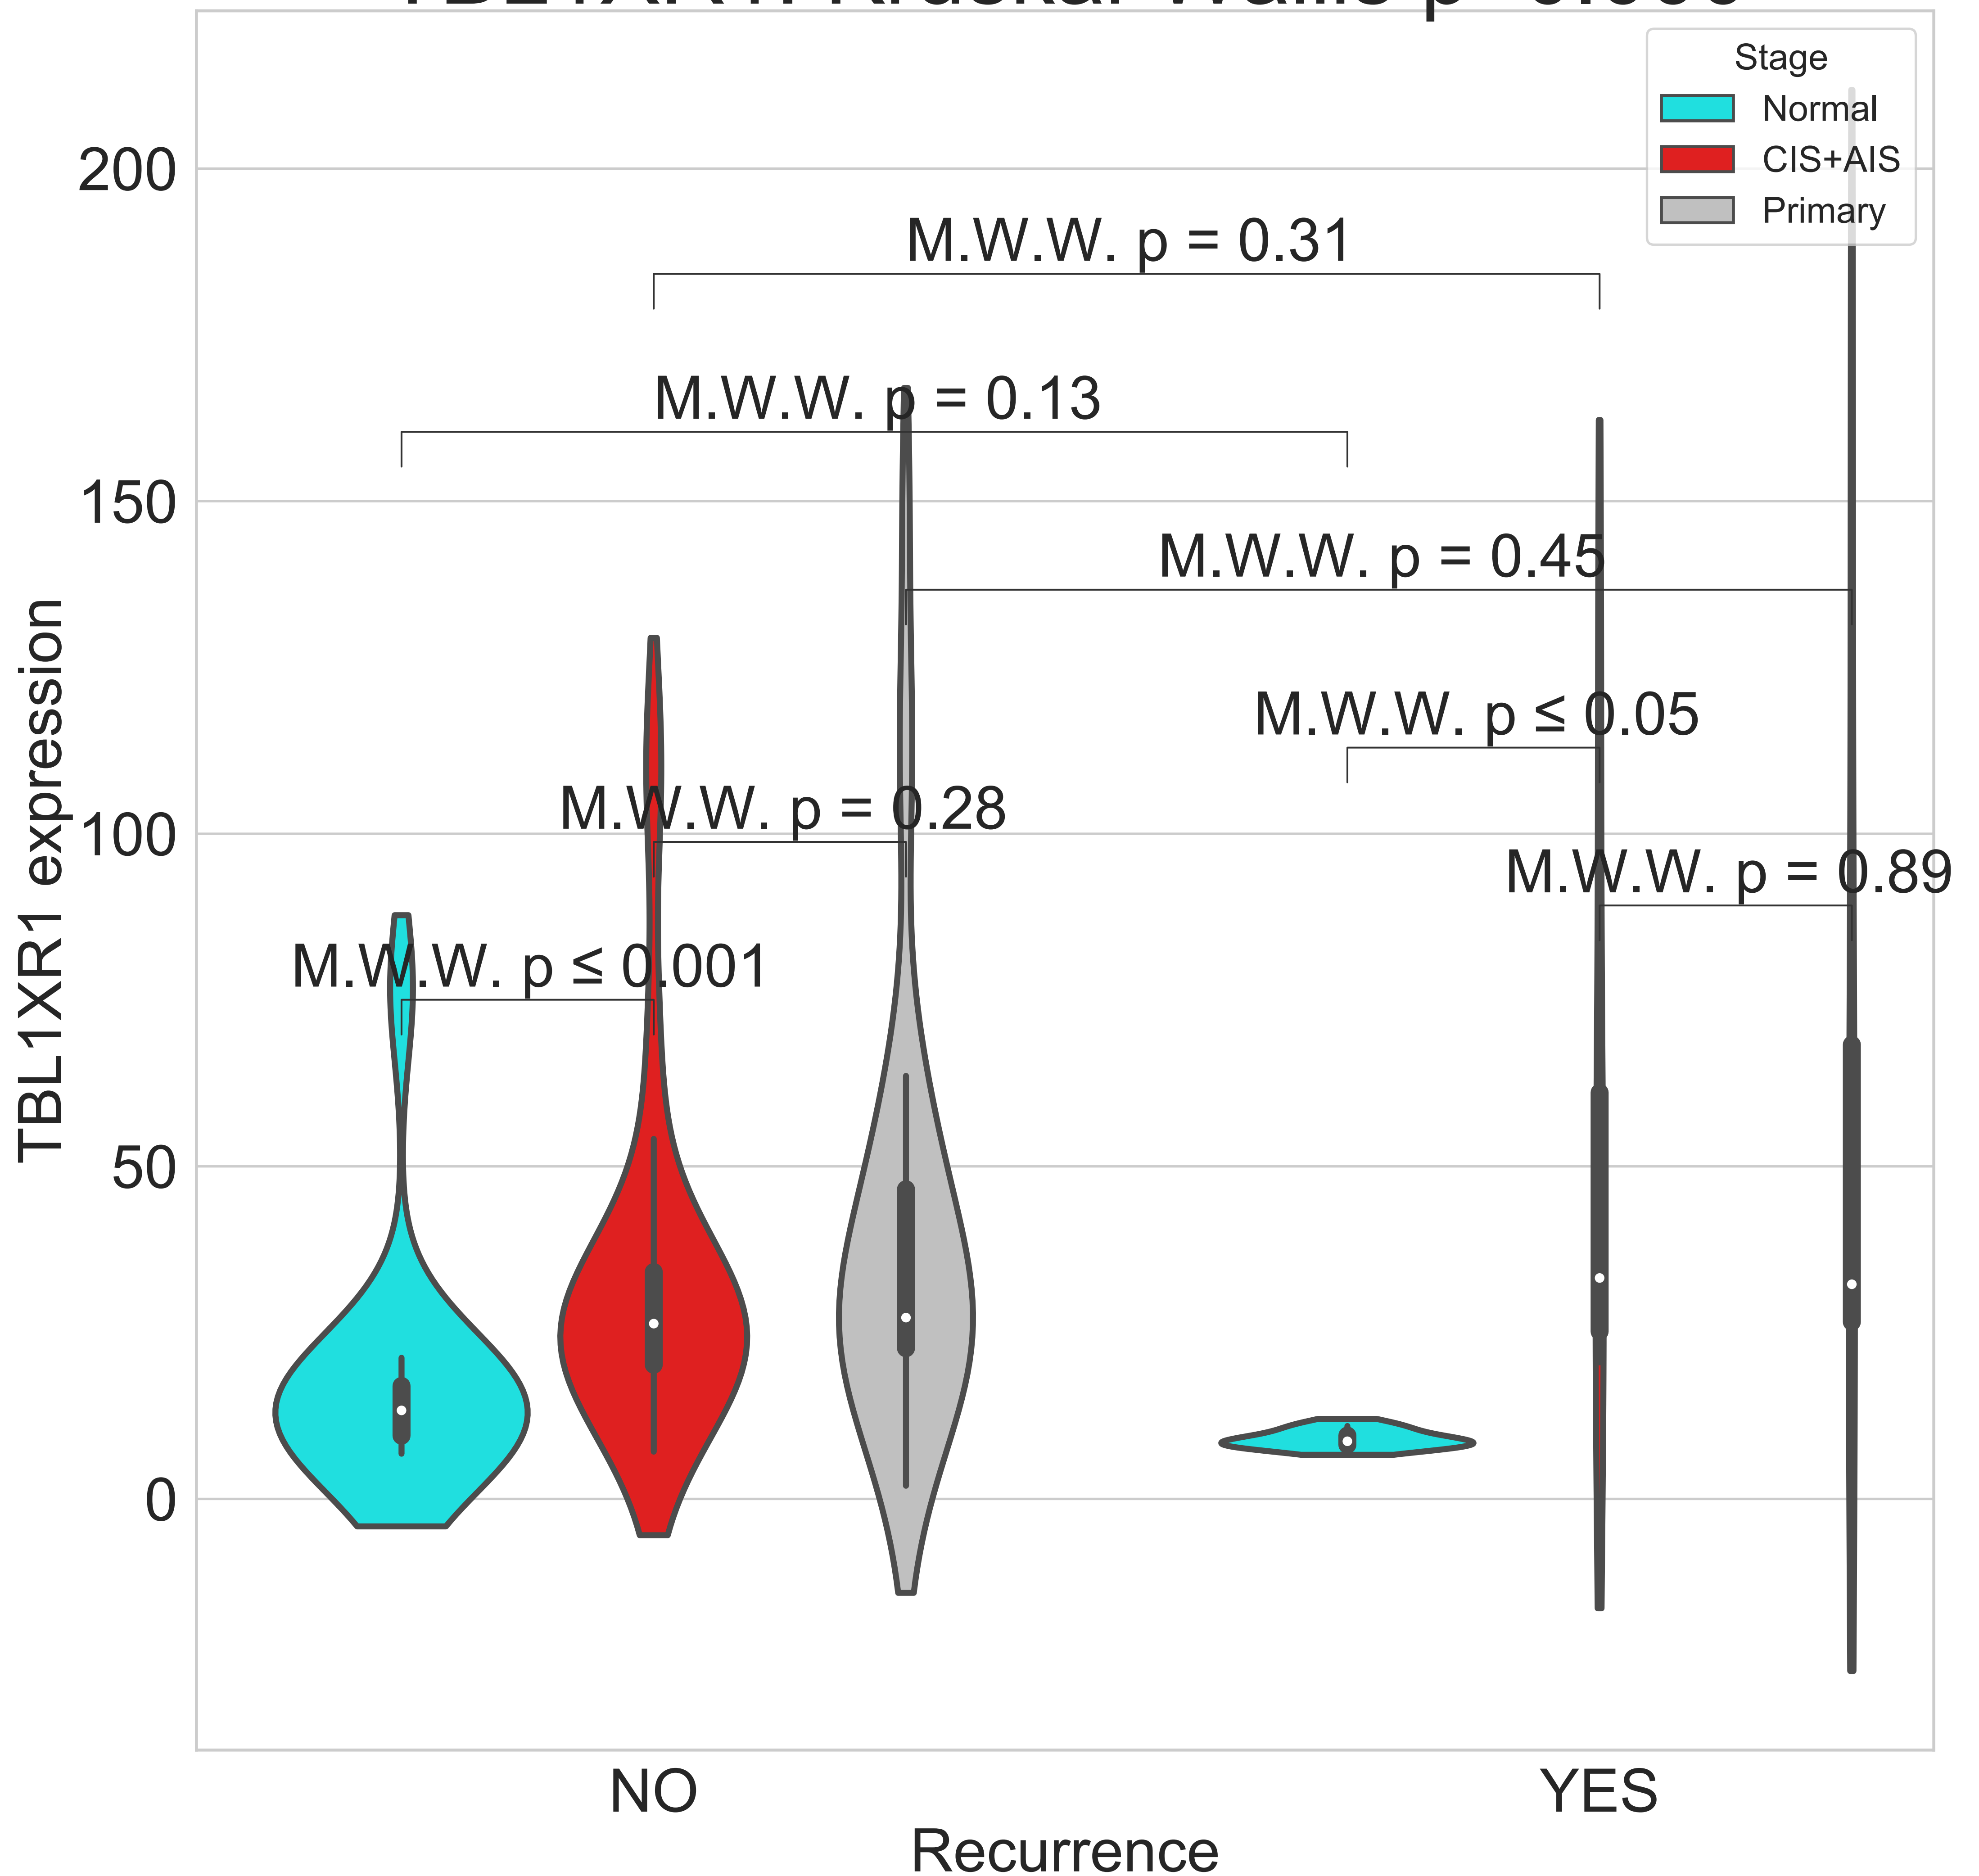 Stage
Normal
CIS+AIS
Primary
200
M.W.W. p = 0.31
M.W.W. p = 0.13
150
M.W.W. p = 0.45
M.W.W. p ≤ 0.05
M.W.W. p = 0.28
100
M.W.W. p = 0.89
M.W.W. p ≤ 0.001
50
0
TBL1XR1 expression
NO
YES
Recurrence